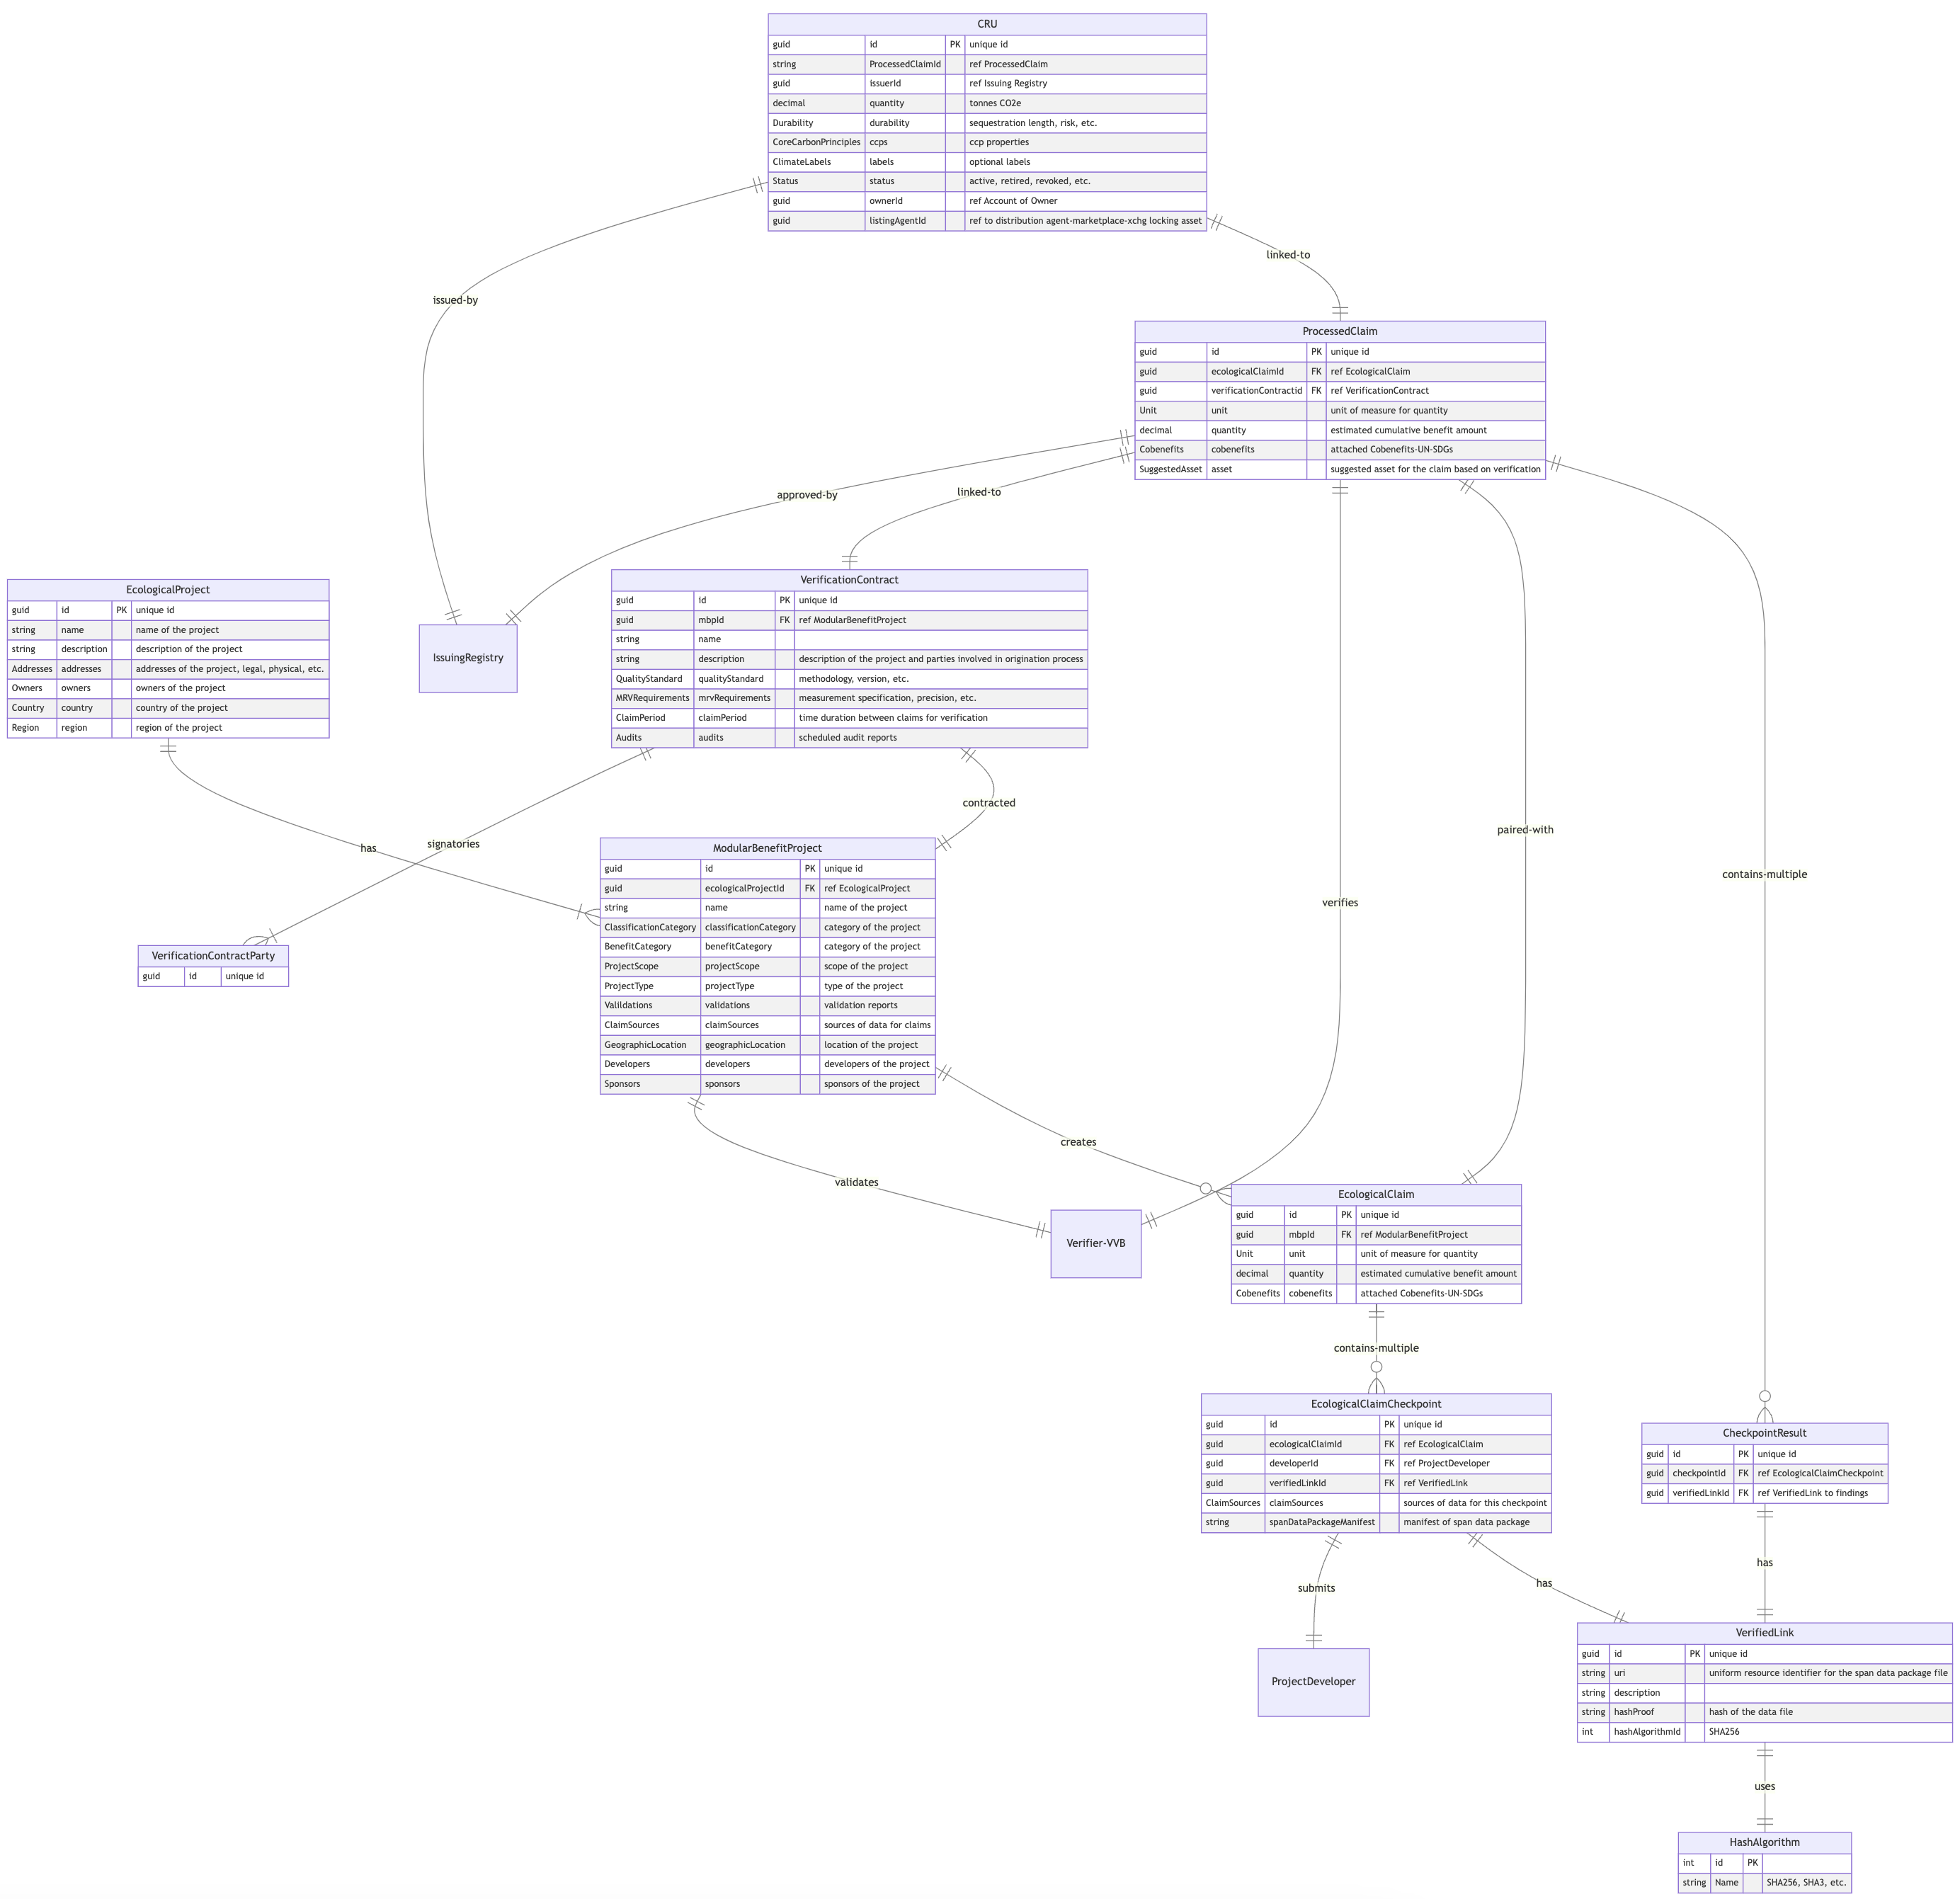 CRU
guid id PK unique id
string ProcessedClaimId ref ProcessedClaim
guid issuerId ref Issuing Registry
decimal quantity tonnes CO2e
Durability durability sequestration length, risk, etc.
CoreCarbonPrinciples ccps ccp properties
ClimateLabels labels optional labels
Status status active, retired, revoked, etc.
guid ownerId ref Account of Owner
guid listingAgentId ref to distribution agent-marketplace-xchg locking asset
linked-to
issued-by
ProcessedClaim
guid id PK unique id
guid ecologicalClaimId FK ref EcologicalClaim
guid verificationContractid FK ref VerificationContract
Unit unit unit of measure for quantity
decimal quantity estimated cumulative benefit amount
Cobenefits cobenefits attached Cobenefits-UN-SDGs
SuggestedAsset asset suggested asset for the claim based on verification
approved-by
linked-to
EcologicalProject
guid id PK unique id
string name name of the project
string description description of the project
Addresses addresses addresses of the project, legal, physical, etc.
Owners owners owners of the project
Country country country of the project
Region region region of the project
IssuingRegistry
VerificationContract
guid id PK unique id
guid mbpId FK ref ModularBenefitProject
string name
string description description of the project and parties involved in origination process
QualityStandard qualityStandard methodology, version, etc.
MRVRequirements mrvRequirements measurement specification, precision, etc.
ClaimPeriod claimPeriod time duration between claims for verification
Audits audits scheduled audit reports
contracted
paired-with
has
signatories
contains-multiple
verifies
ModularBenefitProject
guid id PK unique id
guid ecologicalProjectId FK ref EcologicalProject
string name name of the project
ClassificationCategory classificationCategory category of the project
BenefitCategory benefitCategory category of the project
ProjectScope projectScope scope of the project
ProjectType projectType type of the project
Valildations validations validation reports
ClaimSources claimSources sources of data for claims
GeographicLocation geographicLocation location of the project
Developers developers developers of the project
Sponsors sponsors sponsors of the project
VerificationContractParty
guid id unique id
creates
validates
Verifier-VVB
EcologicalClaim
guid id PK unique id
guid mbpId FK ref ModularBenefitProject
Unit unit unit of measure for quantity
decimal quantity estimated cumulative benefit amount
Cobenefits cobenefits attached Cobenefits-UN-SDGs
contains-multiple
EcologicalClaimCheckpoint
guid id PK unique id
guid ecologicalClaimId FK ref EcologicalClaim
guid developerId FK ref ProjectDeveloper
guid verifiedLinkId FK ref VerifiedLink
ClaimSources claimSources sources of data for this checkpoint
string spanDataPackageManifest manifest of span data package
CheckpointResult
guid id PK unique id
guid checkpointId FK ref EcologicalClaimCheckpoint
guid verifiedLinkId FK ref VerifiedLink to findings
has
has
submits
ProjectDeveloper
VerifiedLink
guid id PK unique id
string uri uniform resource identifier for the span data package file
string description
string hashProof hash of the data file
int hashAlgorithmId SHA256
uses
HashAlgorithm
int id PK
string Name SHA256, SHA3, etc.